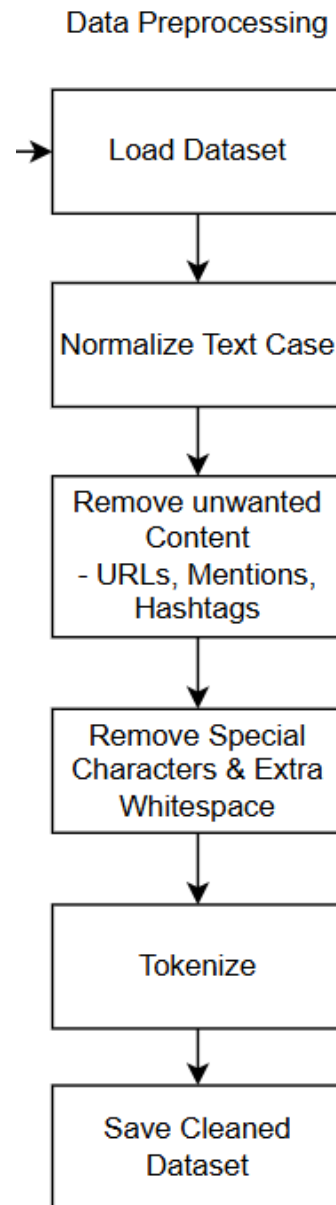 Data Preprocessing
Load Dataset
Normalize Text Case
Remove unwanted
Content
- URLs, Mentions,
Hashtags
Remove Special
Characters & Extra
Whitespace
Tokenize
Save Cleaned
Dataset